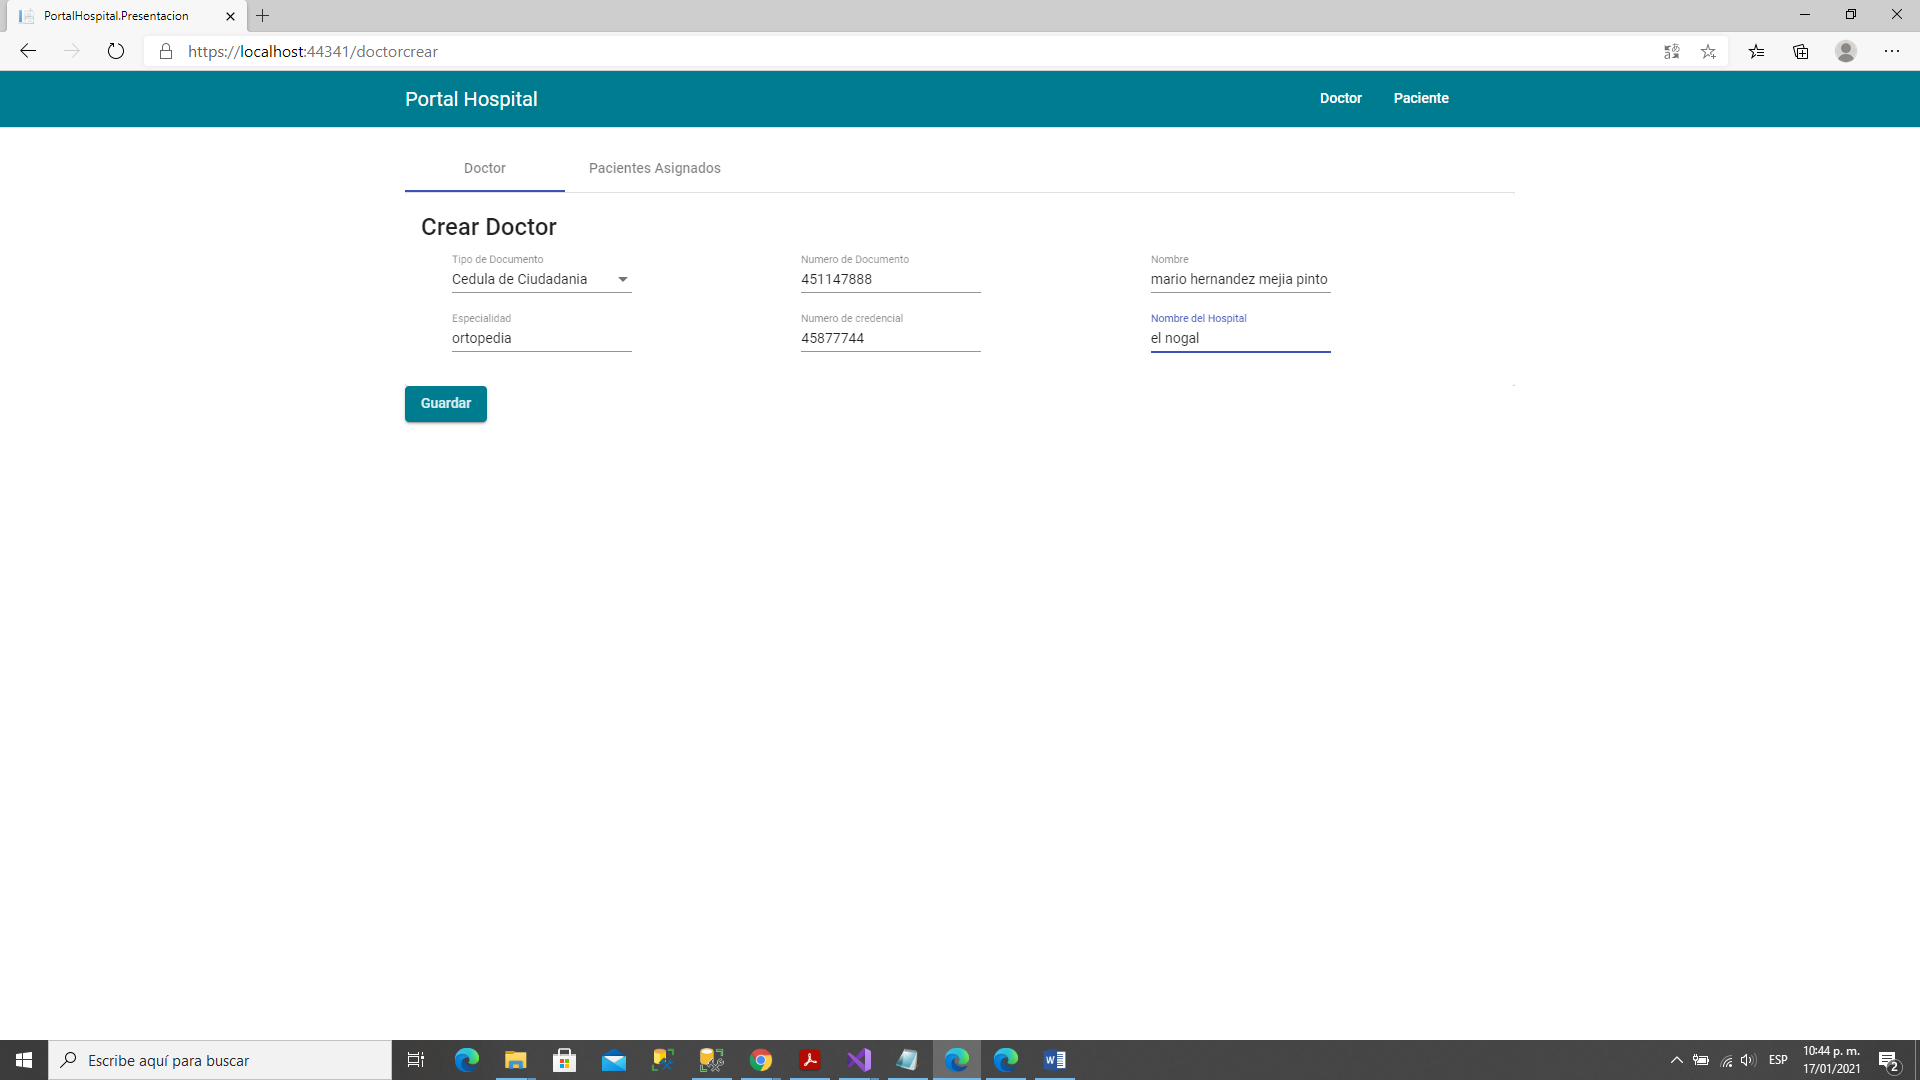 PortalHospital.Presentacion
https://localhost:44341/doctorcrear
Portal Hospital
Doctor
Paciente
Doctor
Pacientes Asignados
Crear Doctor
Tipo de Documento
Numero de Documento
Nombre
Cedula de Ciudadania
451147888
mario hernandez mejia pinto
Especialidad
Numero de credencial
Nombre del Hospital
ortopedia
45877744
el nogal
Guardar
Escribe aquí para buscar
ESP
10:44 p. m.
17/01/2021
2